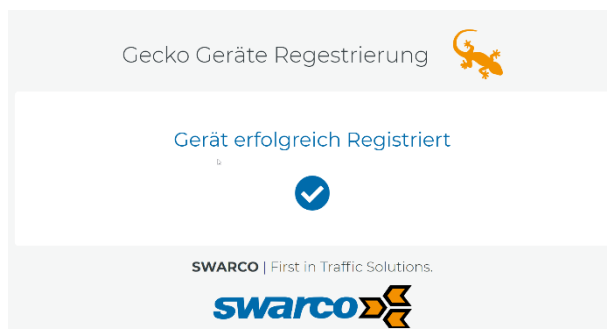 Gecko Geräte Regestrierung
Gerät erfolgreich Registriert
SWARCO | First in Traffic Solutions.
swarco